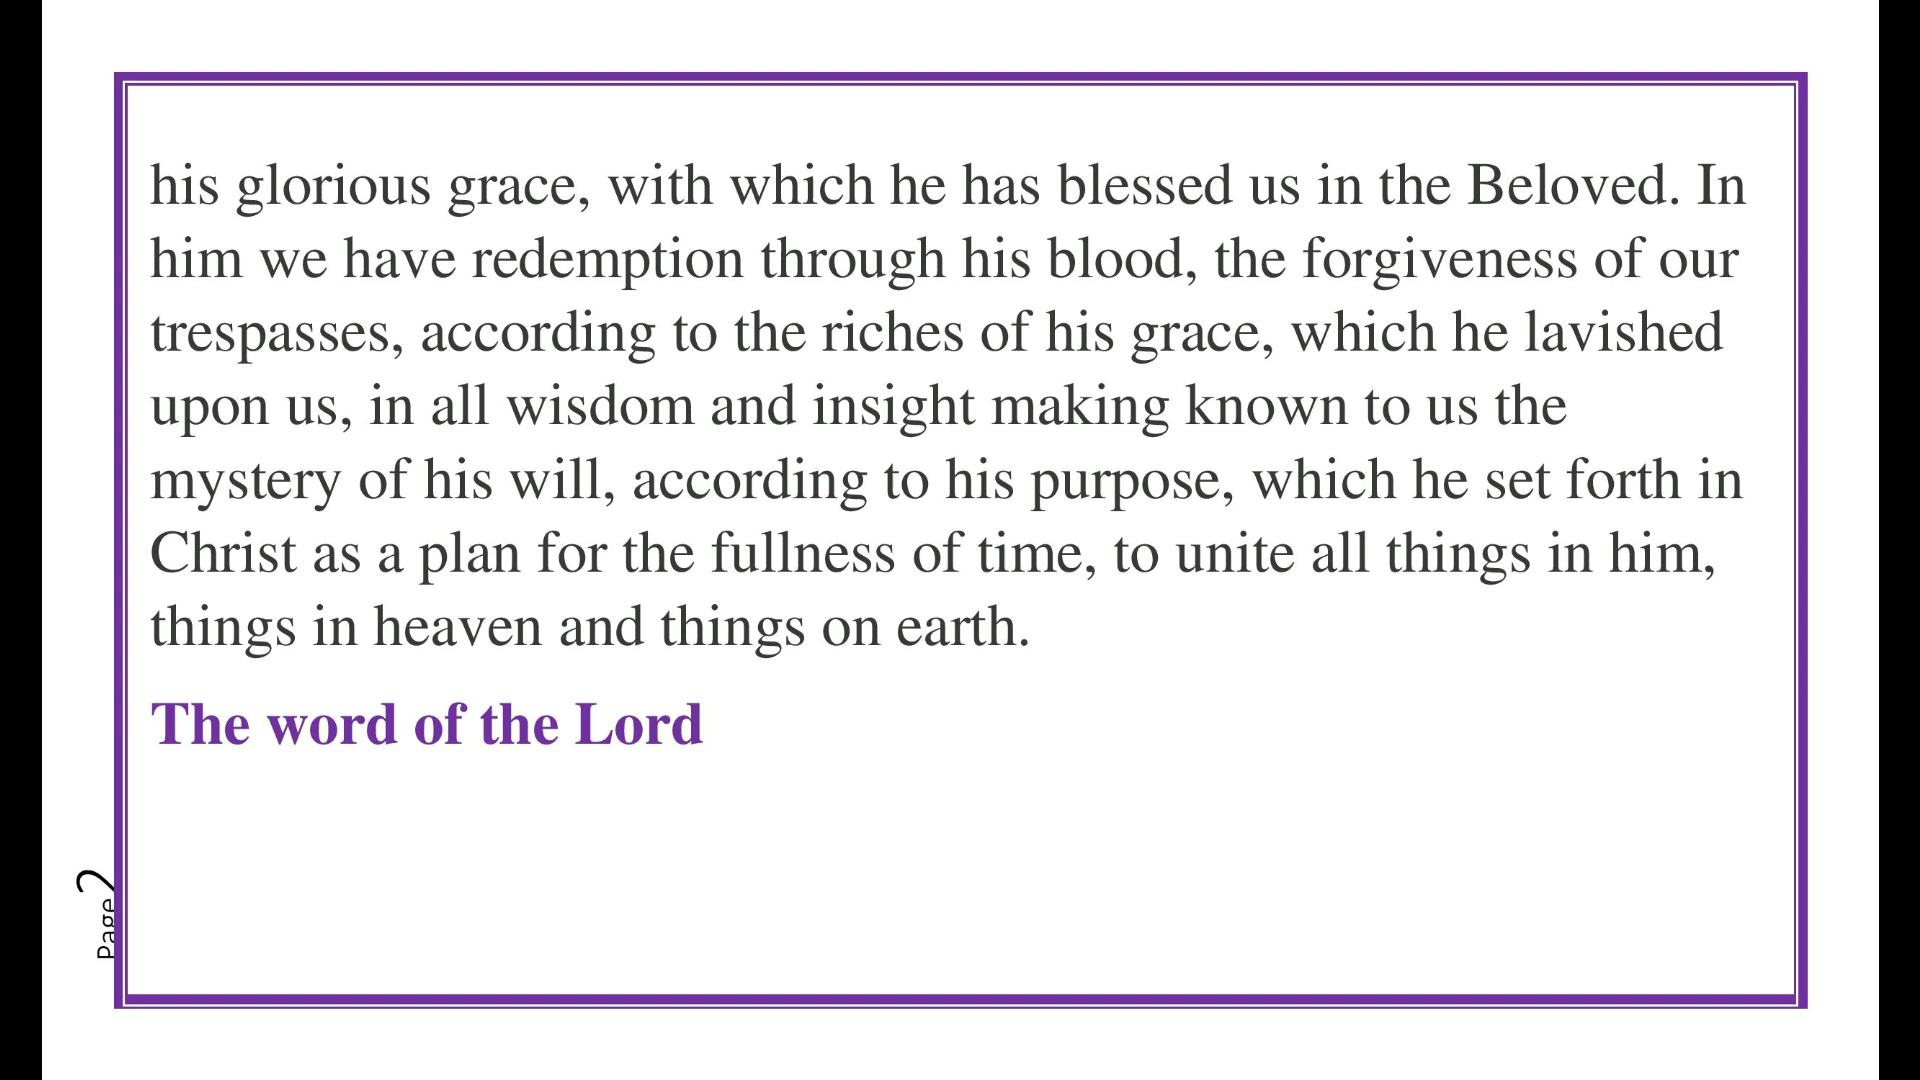 his glorious grace, with which he has blessed us in the Beloved. In
him we have redemption through his blood, the forgiveness of our
trespasses, according to the riches of his grace, which he lavished
upon us, in all wisdom and insight making known to us the
mystery of his will, according to his purpose, which he set forth in
Christ as a plan for the fullness of time, to unite all things in him,
things in heaven and things on earth.
The word of the Lord
Page 2